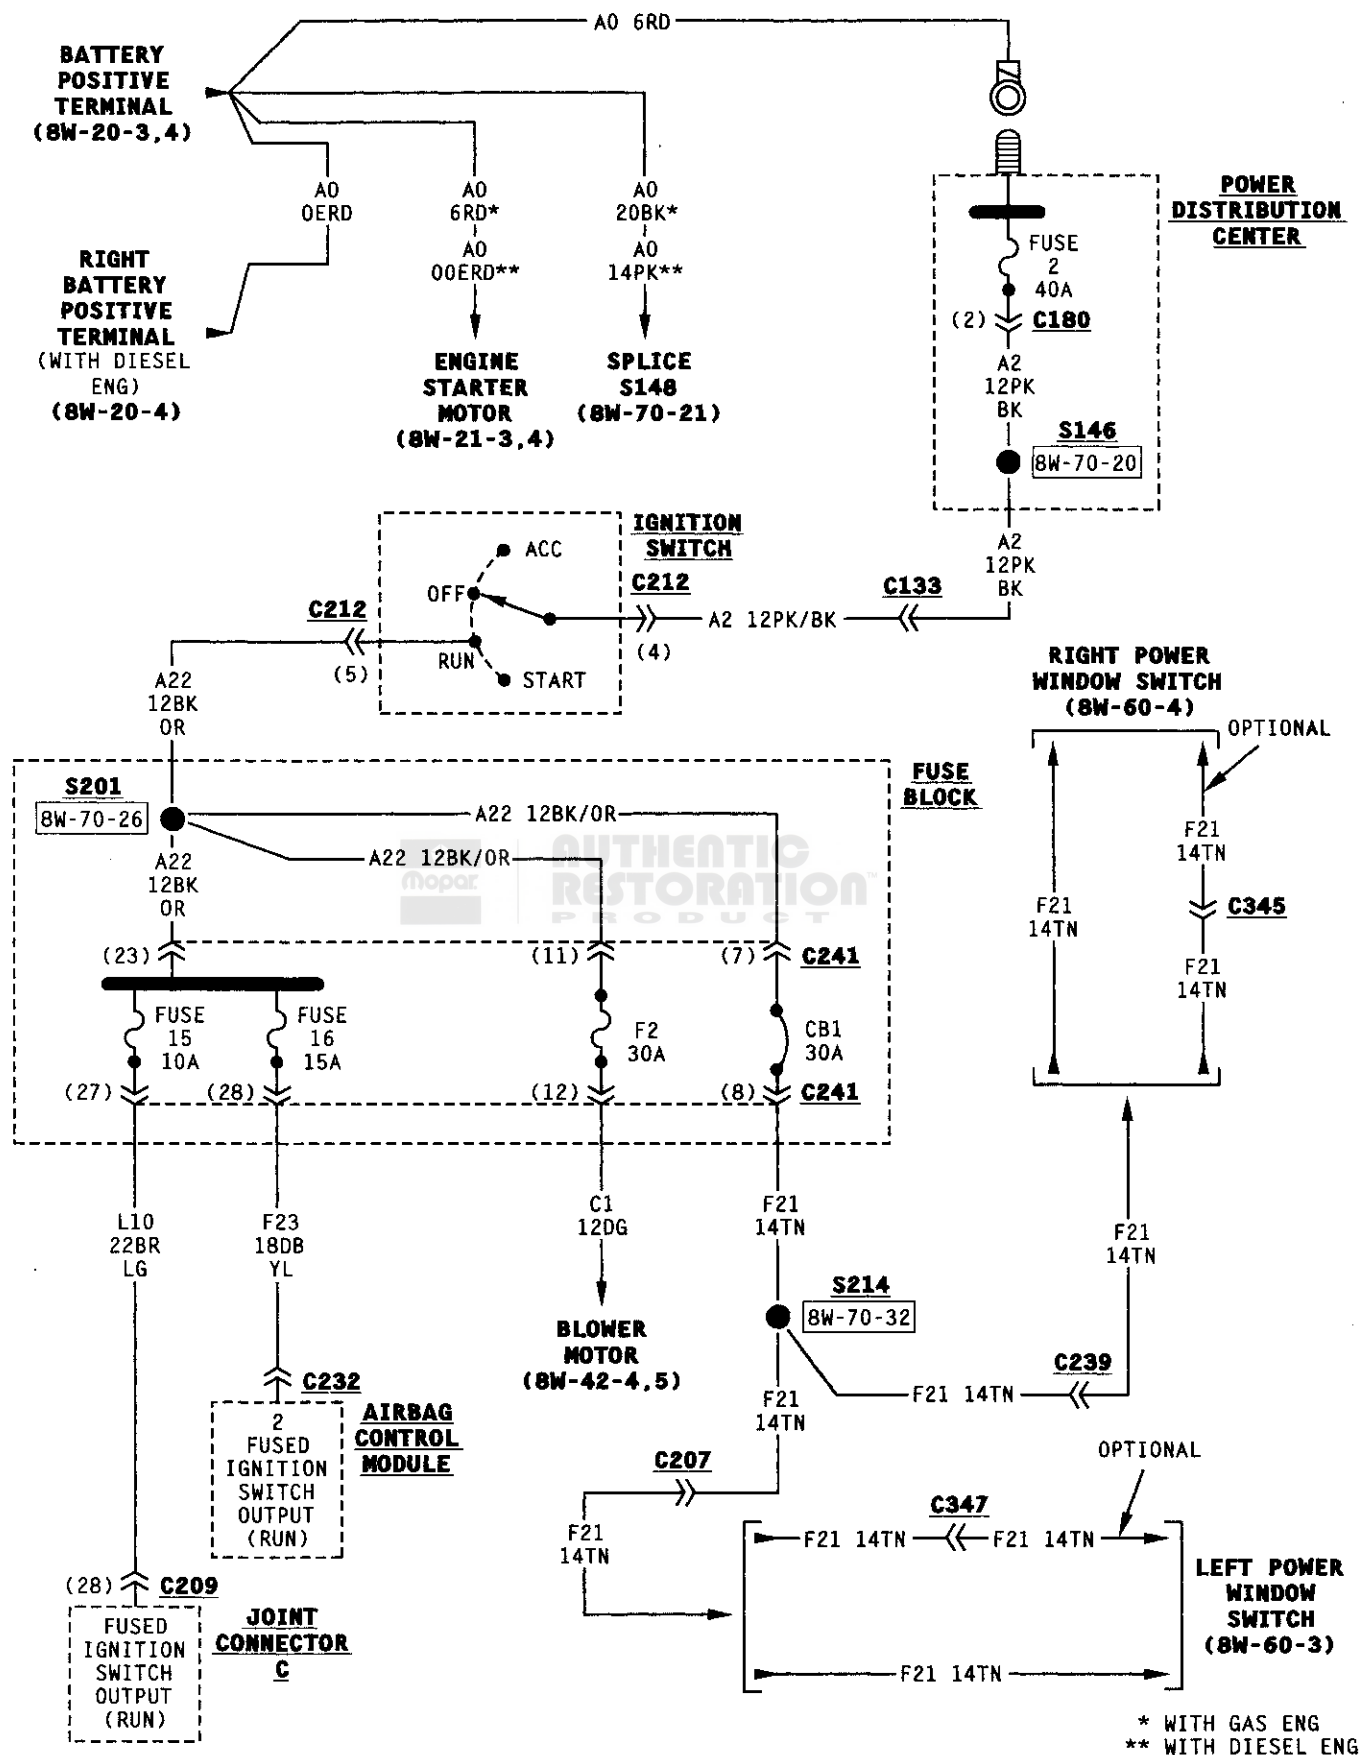 A0 6RD
BATTERY
POSITIVE
TERMINAL
(8W-20-3,4)
A0
0ERD
A0
6RD*
A0
00ERD**
A0
20BK*
A0
14PK**
RIGHT
BATTERY
POSITIVE
TERMINAL
(WITH DIESEL
ENG)
(8W-20-4)
ENGINE
STARTER
MOTOR
(8W-21-3,4)
SPLICE
S148
(8W-70-21)
POWER
DISTRIBUTION
CENTER
FUSE
2
40A
(2)
C180
A2
12PK
BK
S146
8W-70-20
A2
12PK
BK
IGNITION
SWITCH
ACC
OFF
RUN
START
C212
(4)
A2 12PK/BK
C133
C212
(5)
A22
12BK
OR
RIGHT POWER
WINDOW SWITCH
(8W-60-4)
OPTIONAL
F21
14TN
F21
14TN
C345
F21
14TN
FUSE
BLOCK
S201
8W-70-26
A22 12BK/OR
A22 12BK/OR
A22
12BK
OR
Mopar
AUTHENTIC
RESTORATION™
PRODUCT
(23)
(11)
(7)
C241
FUSE
15
10A
FUSE
16
15A
F2
30A
CB1
30A
(27)
(28)
(12)
(8)
C241
L10
22BR
LG
F23
18DB
YL
C1
12DG
F21
14TN
F21
14TN
S214
8W-70-32
BLOWER
MOTOR
(8W-42-4,5)
C239
F21 14TN
F21
14TN
C232
2
FUSED
IGNITION
SWITCH
OUTPUT
(RUN)
AIRBAG
CONTROL
MODULE
C207
F21
14TN
OPTIONAL
C347
F21 14TN
F21 14TN
F21 14TN
LEFT POWER
WINDOW
SWITCH
(8W-60-3)
(28)
C209
FUSED
IGNITION
SWITCH
OUTPUT
(RUN)
JOINT
CONNECTOR
C
* WITH GAS ENG
** WITH DIESEL ENG